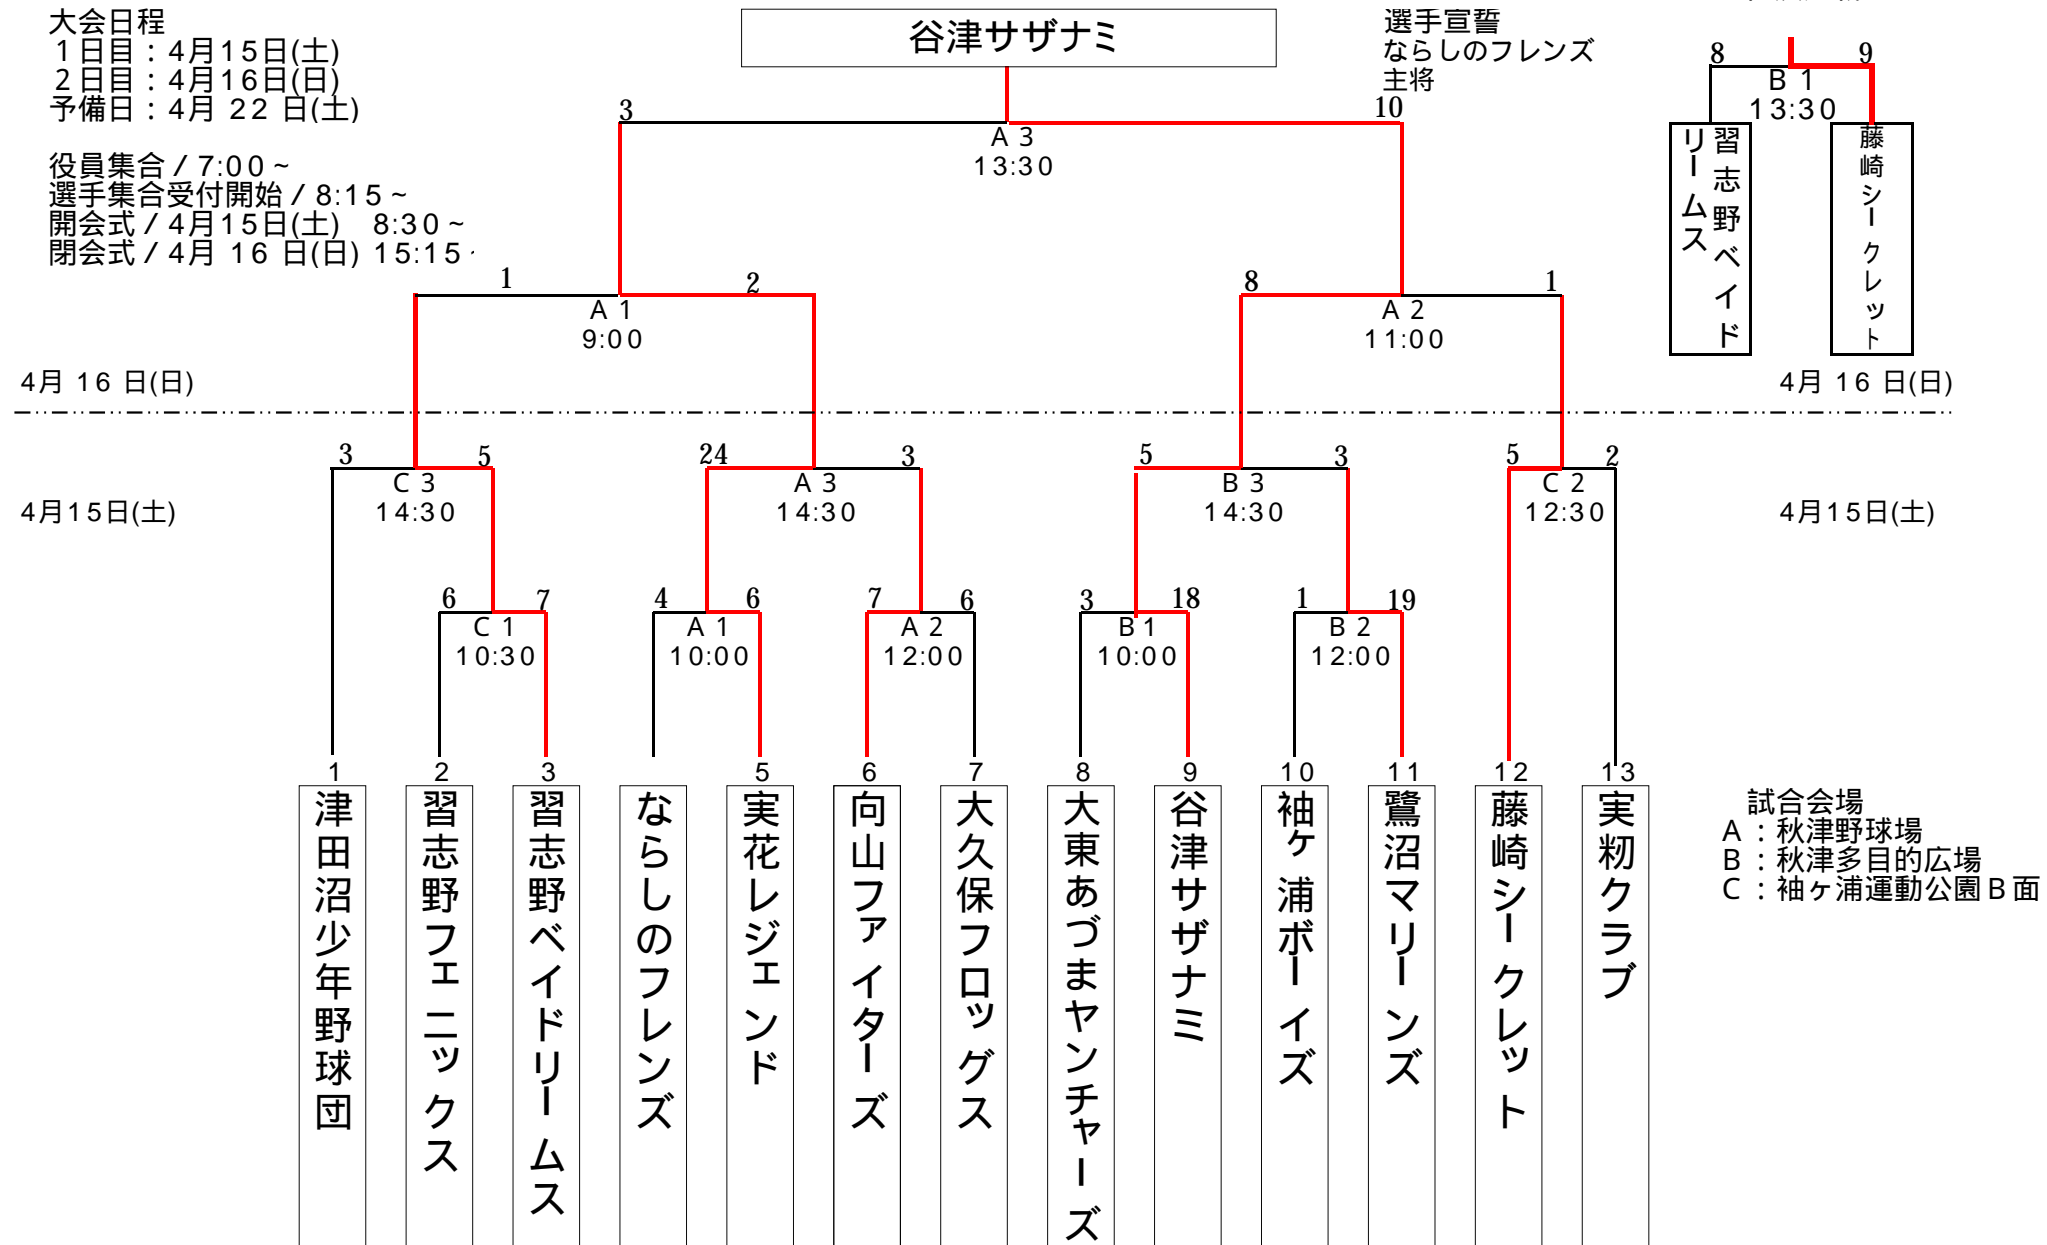 大会日程
1日目：4月15日(土)
2日目：4月16日(日)
予備日：4月 22 日(土)
役員集合 / 7:00 ~
選手集合受付開始 / 8:15 ~
開会式 / 4月15日(土) 8:30 ~
閉会式 / 4月 16 日(日) 15:15
谷津サザナミ
選手宣誓
ならしのフレンズ
主将
8 9
B 1
13:30
習志野ベイドリームス
藤崎シークレット
3 10
A 3
13:30
1 2
A 1
9:00
8 1
A 2
11:00
4月 16 日(日)
4月 16 日(日)
3 5
C 3
14:30
24 3
A 3
14:30
5 3
B 3
14:30
5 2
C 2
12:30
4月15日(土)
4月15日(土)
6 7
C 1
10:30
4 6
A 1
10:00
7 6
A 2
12:00
3 18
B 1
10:00
1 19
B 2
12:00
1
津田沼少年野球団
2
習志野フェニックス
3
習志野ベイドリームス
ならしのフレンズ
5
実花レジェンド
6
向山ファイターズ
7
大久保フロッグス
8
大東あづまヤンチャーズ
9
谷津サザナミ
10
袖ヶ浦ボーイズ
11
鷺沼マリーンズ
12
藤崎シークレット
13
実籾クラブ
試合会場
A：秋津野球場
B：秋津多目的広場
C：袖ヶ浦運動公園B面